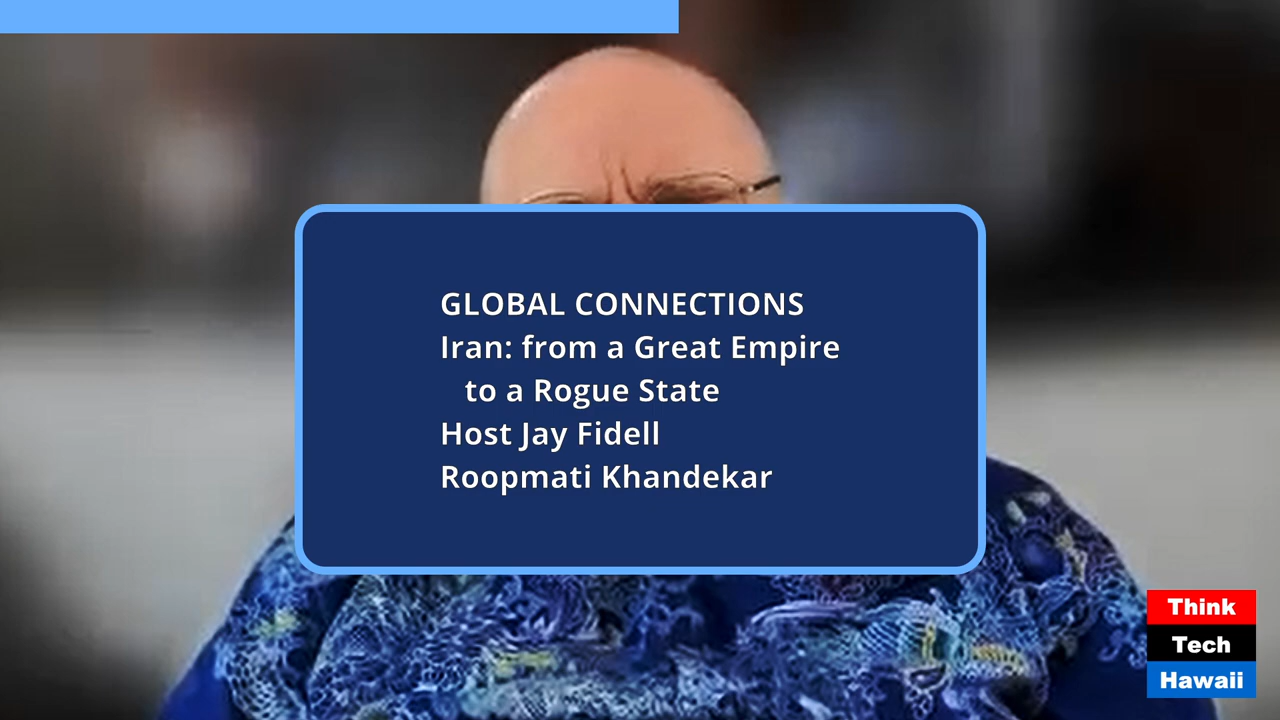 GLOBAL CONNECTIONS
Iran: from a Great Empire
to a Rogue State
Host Jay Fidell
Roopmati Khandekar
Think
Tech
Hawaii